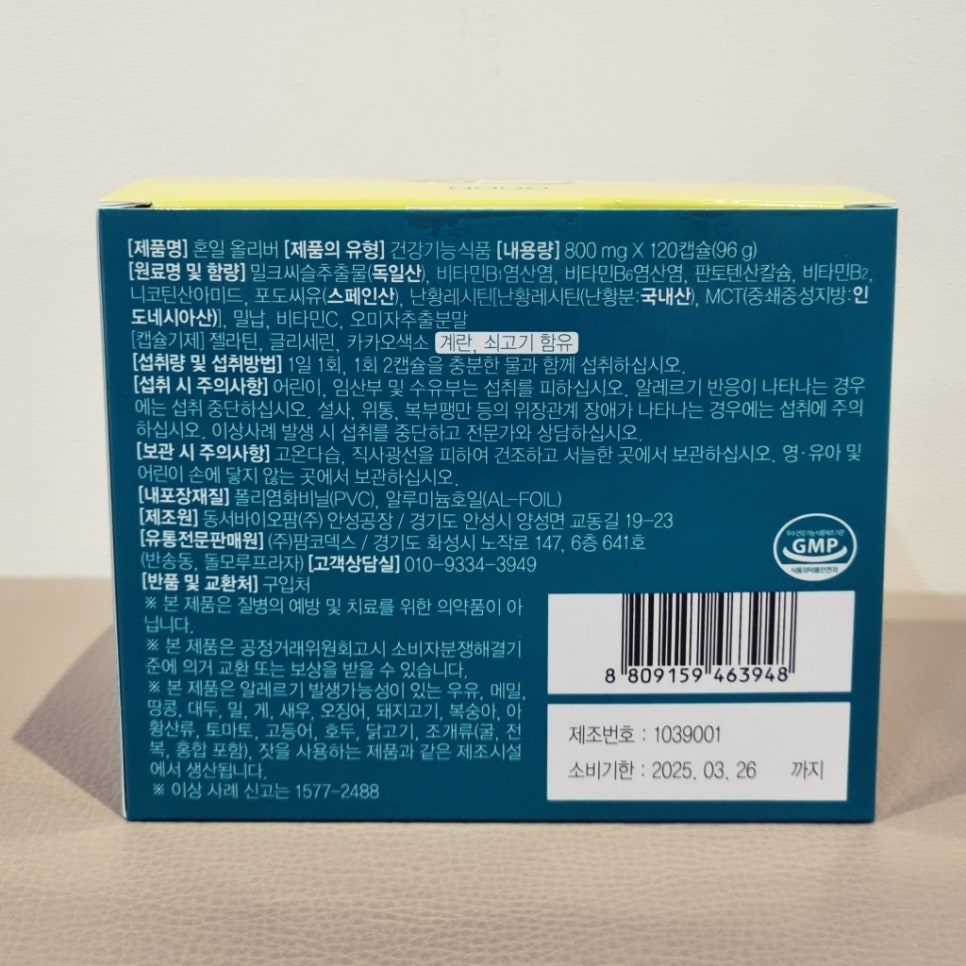 [제품명] 혼일 올리버 [제품의 유형] 건강기능식품 [내용량] 800 mg X 120캡슐(96 g)
[원료명 및 함량] 밀크씨슬추출물(독일산), 비타민B1염산염, 비타민B6염산염, 판토텐산칼슘, 비타민B2,
니코틴산아미드, 포도씨유(스페인산), 난황레시틴[난황레시틴(난황분:국내산), MCT(중쇄중성지방:인
도네시아산)], 밀납, 비타민C, 오미자추출분말
[캡슐기제] 젤라틴, 글리세린, 카카오색소 계란, 쇠고기 함유
[섭취량 및 섭취방법] 1일 1회, 1회 2캡슐을 충분한 물과 함께 섭취하십시오.
[섭취 시 주의사항] 어린이, 임산부 및 수유부는 섭취를 피하십시오. 알레르기 반응이 나타나는 경우
에는 섭취 중단하십시오. 설사, 위통, 복부팽만 등의 위장관계 장애가 나타나는 경우에는 섭취에 주의
하십시오. 이상사례 발생 시 섭취를 중단하고 전문가와 상담하십시오.
[보관 시 주의사항] 고온다습, 직사광선을 피하여 건조하고 서늘한 곳에서 보관하십시오. 영·유아 및
어린이 손에 닿지 않는 곳에서 보관하십시오.
[내포장재질] 폴리염화비닐(PVC), 알루미늄호일(AL-FOIL)
[제조원] 동서바이오팜(주) 안성공장 / 경기도 안성시 양성면 교동길 19-23
[유통전문판매원] (주)팜코덱스 / 경기도 화성시 노작로 147, 6층 641호
(반송동, 돌모루프라자) [고객상담실] 010-9334-3949
[반품 및 교환처] 구입처
※ 본 제품은 질병의 예방 및 치료를 위한 의약품이 아
닙니다.
※ 본 제품은 공정거래위원회고시 소비자분쟁해결기
준에 의거 교환 또는 보상을 받을 수 있습니다.
※ 본 제품은 알레르기 발생가능성이 있는 우유, 메밀,
땅콩, 대두, 밀, 게, 새우, 오징어, 돼지고기, 복숭아, 아
황산류, 토마토, 고등어, 호두, 닭고기, 조개류(굴, 전
복, 홍합 포함), 잣을 사용하는 제품과 같은 제조시설
에서 생산됩니다.
※ 이상 사례 신고는 1577-2488
우수건강기능식품제조기준
GMP
식품의약품안전처
8 809159 463948
제조번호 : 1039001
소비기한 : 2025. 03. 26 까지